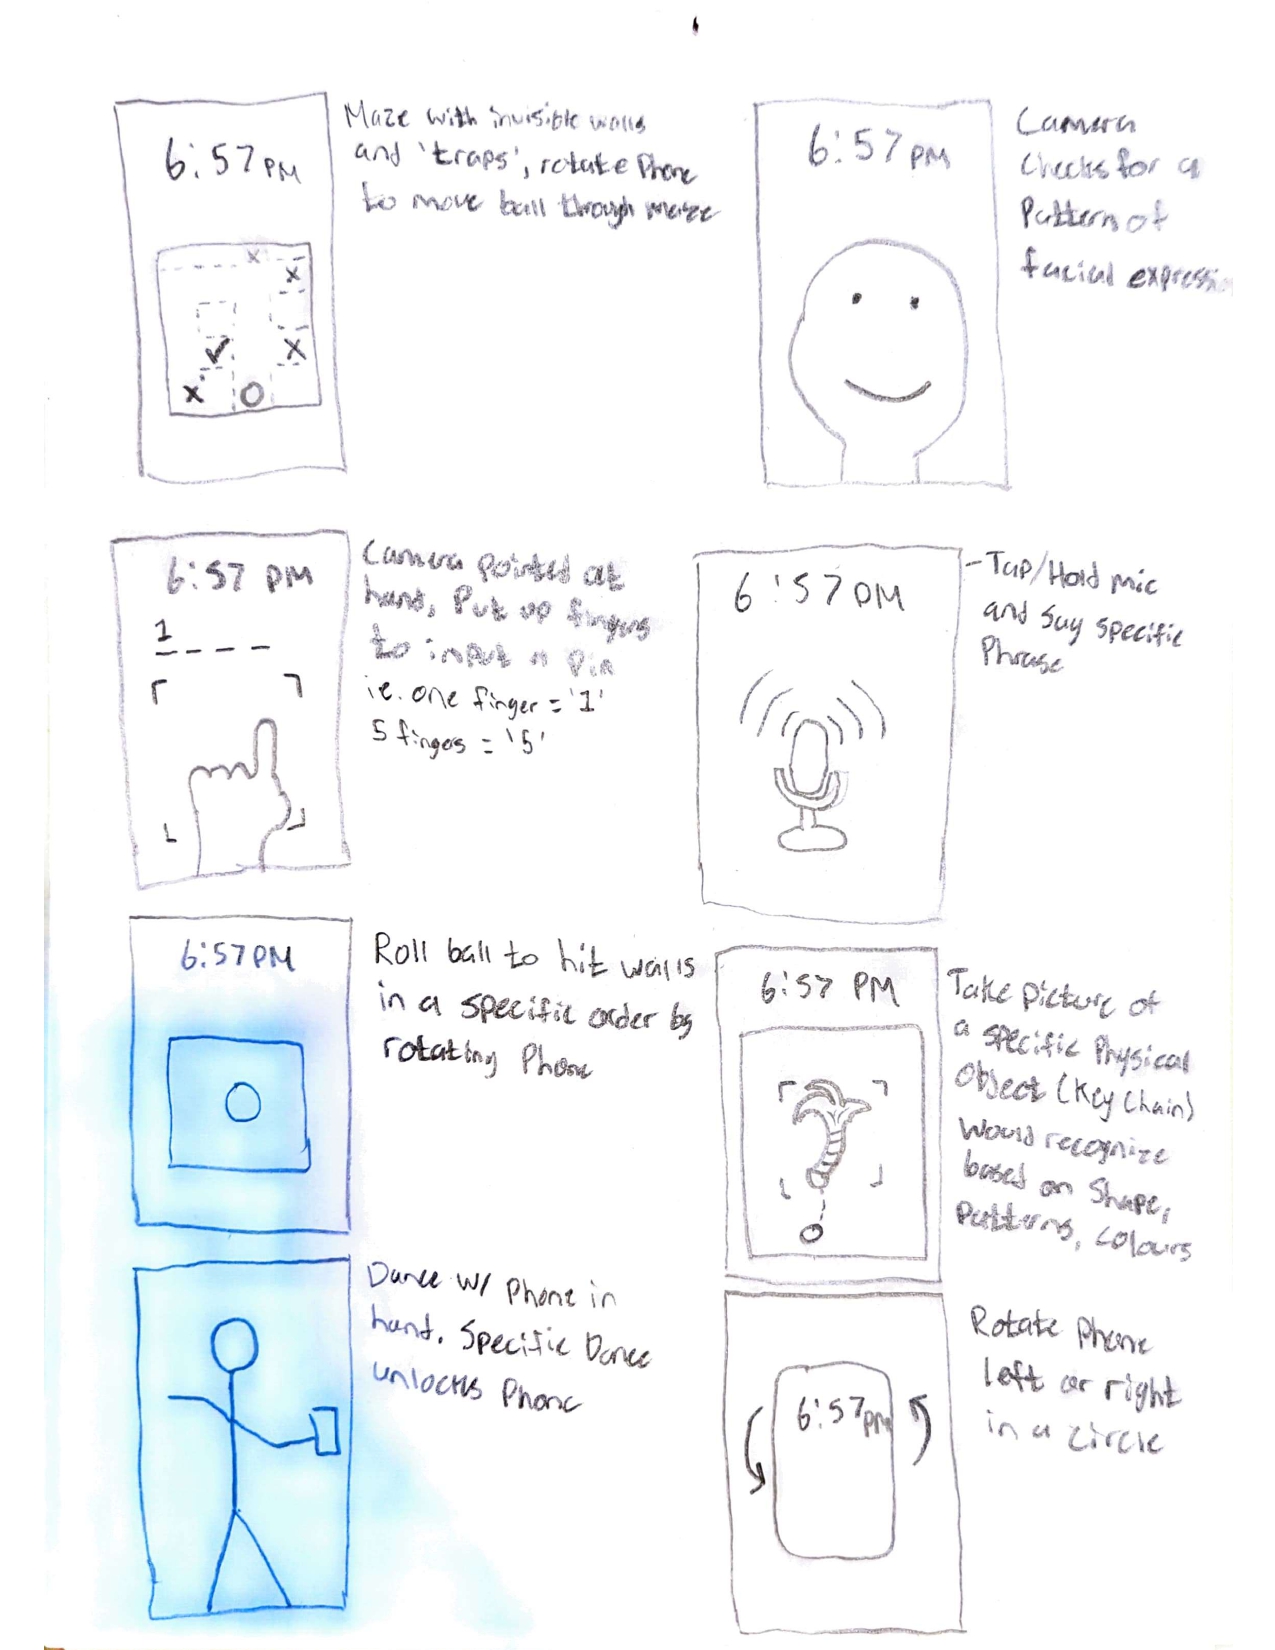 6:57 PM
Maze with invisible walls
and 'traps', rotate Phone
to move ball through maze
x
x
✓
x
x
O
6:57 PM
Camera
Checks for a
Pattern of
facial expression
6:57 PM
1
Camera pointed at
hand, Put up fingers
to input a pin
i.e. one finger = '1'
5 fingers = '5'
6:57 PM
-Tap/Hold mic
and Say specific
Phrase
6:57 PM
Roll ball to hit walls
in a specific order by
rotating Phone
6:57 PM
Take picture of
a specific Physical
Object (Key Chain)
Would recognize
based on Shape,
Patterns, colours
Dance w/ Phone in
hand. Specific Dance
unlocks Phone
6:57 PM
Rotate phone
left or right
in a circle